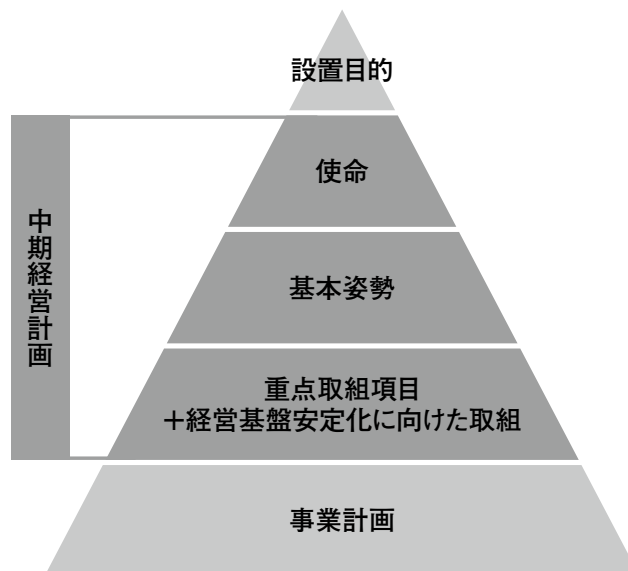 設置目的
使命
中期経営計画
基本姿勢
重点取組項目
＋経営基盤安定化に向けた取組
事業計画